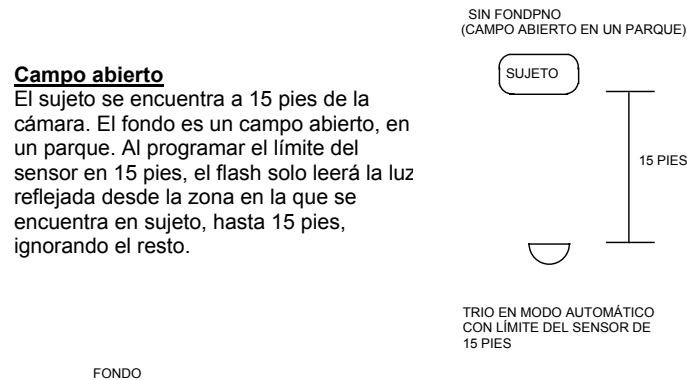 SIN FONDPNO
(CAMPO ABIERTO EN UN PARQUE)
SUJETO
Campo abierto
El sujeto se encuentra a 15 pies de la
cámara. El fondo es un campo abierto, en
un parque. Al programar el límite del
sensor en 15 pies, el flash solo leerá la luz
reflejada desde la zona en la que se
encuentra en sujeto, hasta 15 pies,
ignorando el resto.
15 PIES
TRIO EN MODO AUTOMÁTICO
CON LÍMITE DEL SENSOR DE
15 PIES
FONDO